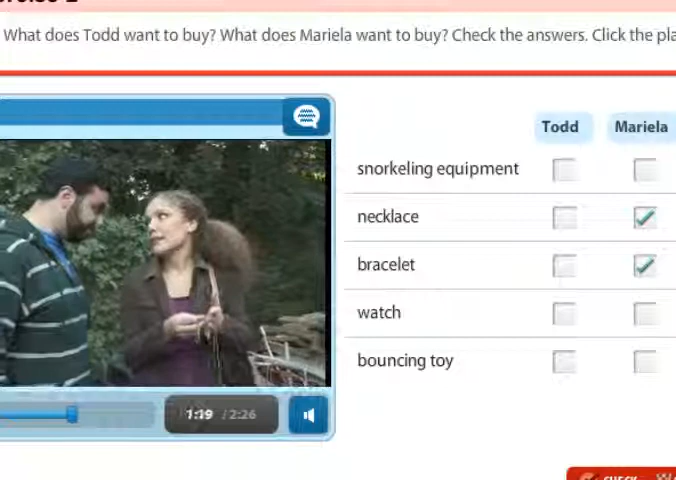 What does Todd want to buy? What does Mariela want to buy? Check the answers. Click the
Todd Mariela
snorkeling equipment
necklace
bracelet
watch
bouncing toy
1:19 / 2:26
CHECK